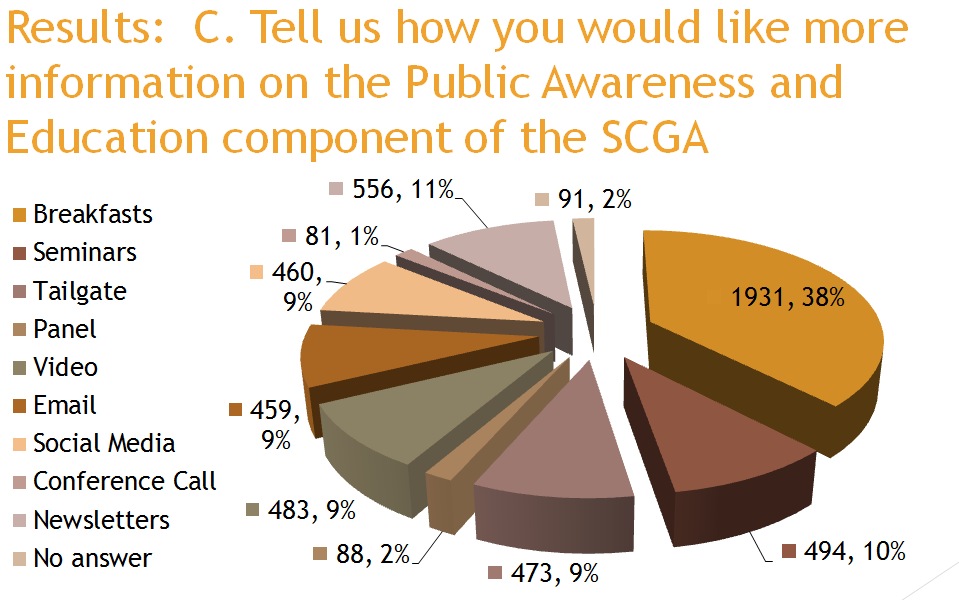 Results:  C. Tell us how you would like more
information on the Public Awareness and
Education component of the SCGA
Breakfasts
Seminars
Tailgate
Panel
Video
Email
Social Media
Conference Call
Newsletters
No answer
556, 11%
91, 2%
81, 1%
460,
9%
1931, 38%
459,
9%
483, 9%
88, 2%
473, 9%
494, 10%